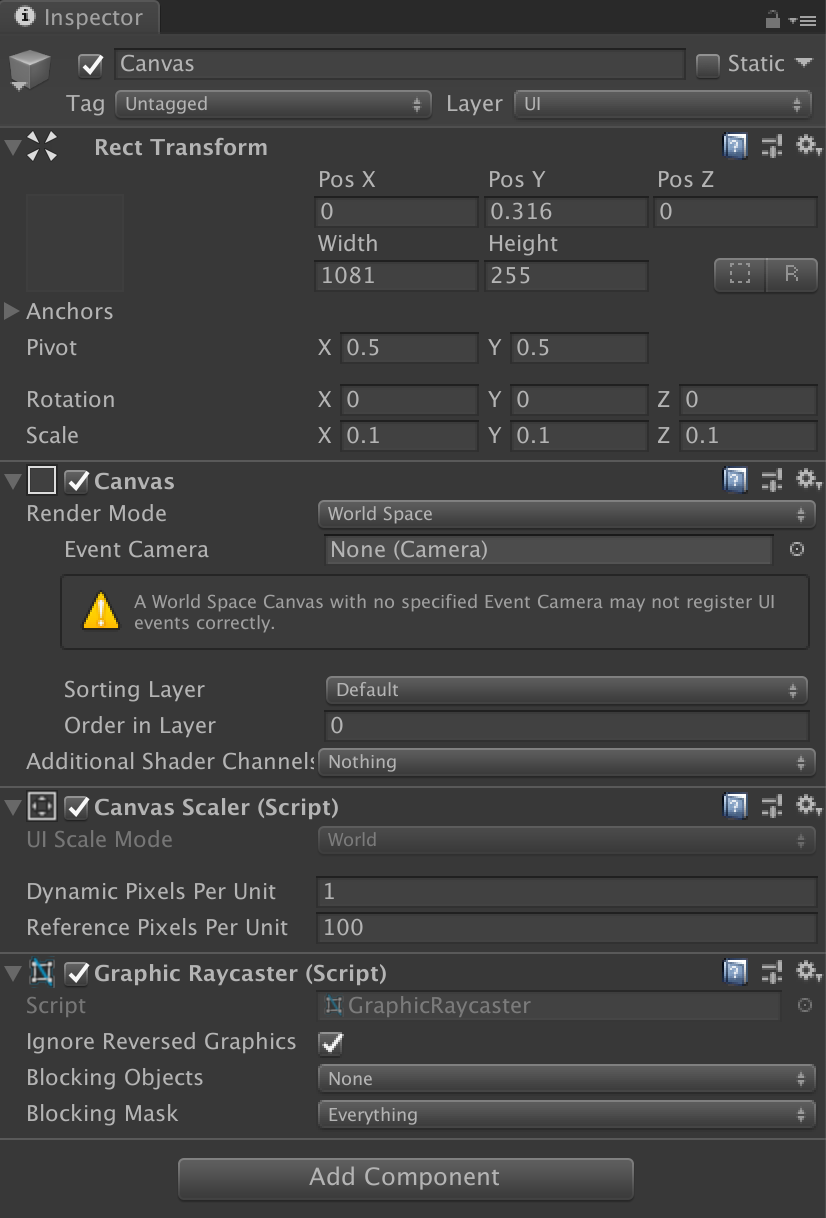 Inspector
Canvas
Static
Tag Untagged Layer UI
Rect Transform
Pos X Pos Y Pos Z
0 0.316 0
Width Height
1081 255
R
Anchors
Pivot X 0.5 Y 0.5
Rotation X 0 Y 0 Z 0
Scale X 0.1 Y 0.1 Z 0.1
Canvas
Render Mode World Space
Event Camera None (Camera)
A World Space Canvas with no specified Event Camera may not register UI
events correctly.
Sorting Layer Default
Order in Layer 0
Additional Shader Channels Nothing
Canvas Scaler (Script)
UI Scale Mode World
Dynamic Pixels Per Unit 1
Reference Pixels Per Unit 100
Graphic Raycaster (Script)
Script GraphicRaycaster
Ignore Reversed Graphics
Blocking Objects None
Blocking Mask Everything
Add Component